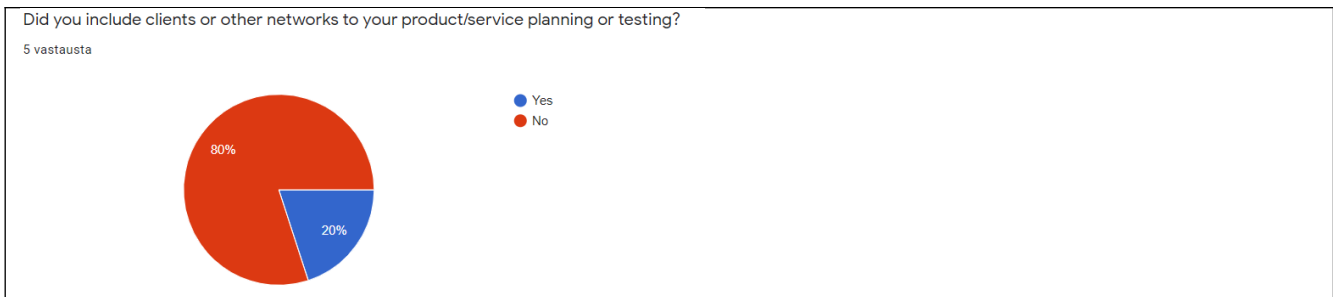 Did you include clients or other networks to your product/service planning or testing?
5 vastausta
Yes
No
80%
20%